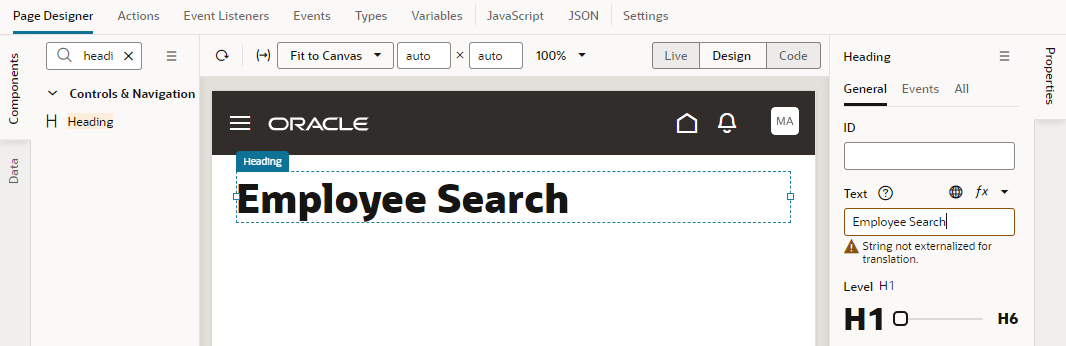 Page Designer Actions Event Listeners Events Types Variables JavaScript JSON Settings
Components
Data
headi
Controls & Navigation
H Heading
Fit to Canvas auto × auto 100% Live Design Code
ORACLE MA
Heading
Employee Search
Heading
General Events All
ID
Text fx
Employee Search
String not externalized for
translation.
Level H1
H1 H6
Properties